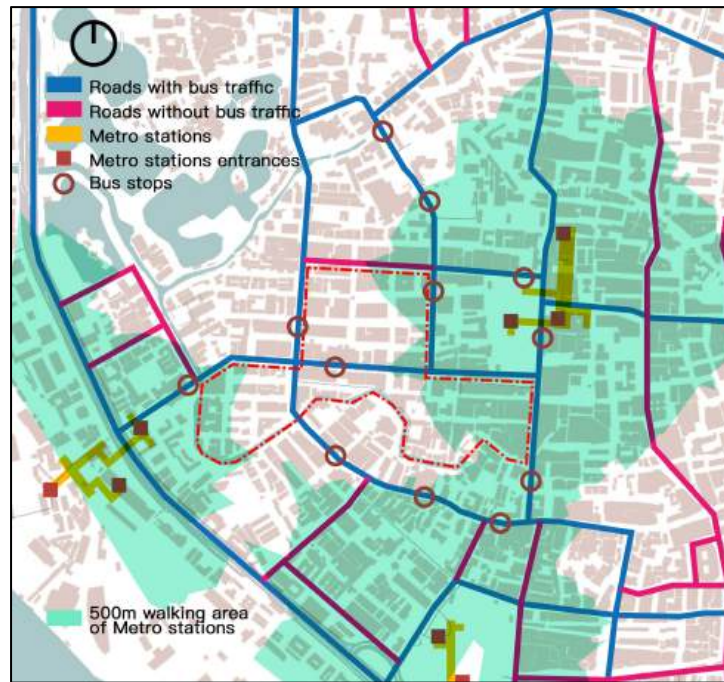 Roads with bus traffic
Roads without bus traffic
Metro stations
Metro stations entrances
Bus stops
500m walking area
of Metro stations